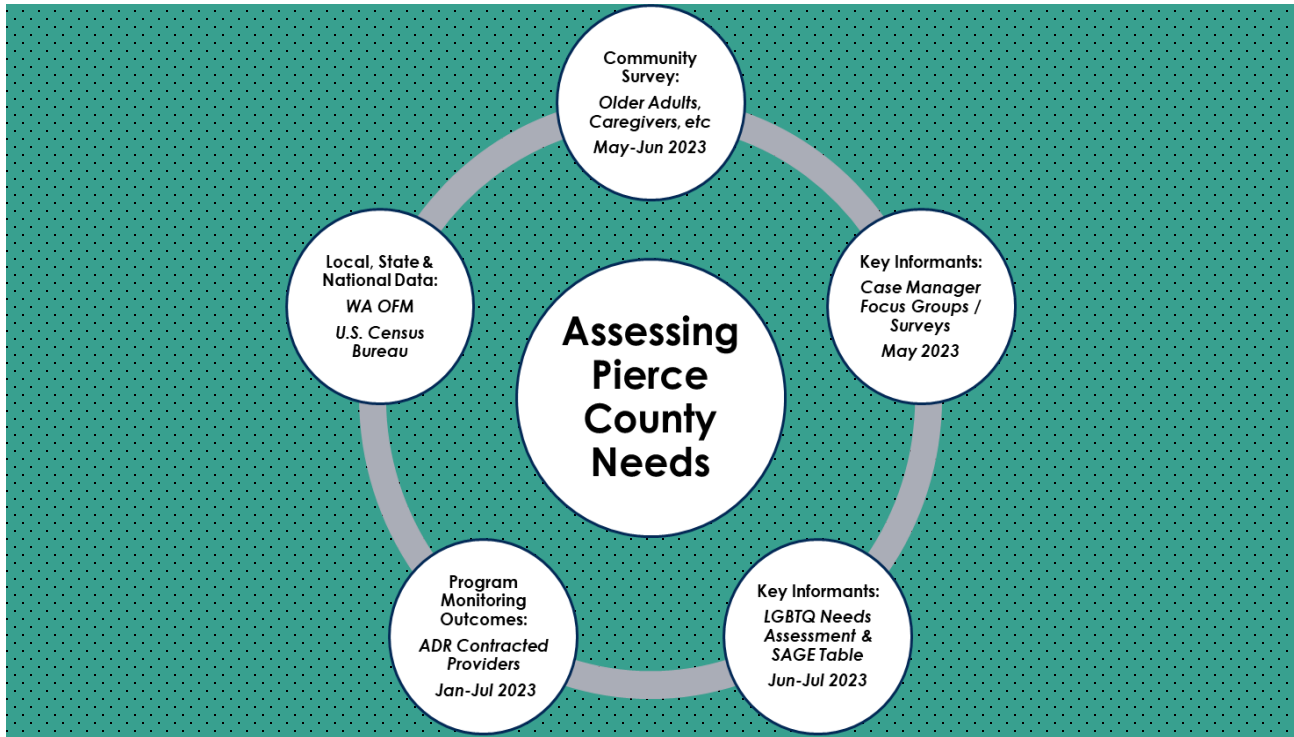 Community
Survey:
Older Adults,
Caregivers, etc
May-Jun 2023
Local, State &
National Data:
WA OFM
U.S. Census
Bureau
Key Informants:
Case Manager
Focus Groups /
Surveys
May 2023
Assessing
Pierce
County
Needs
Program
Monitoring
Outcomes:
ADR Contracted
Providers
Jan-Jul 2023
Key Informants:
LGBTQ Needs
Assessment &
SAGE Table
Jun-Jul 2023